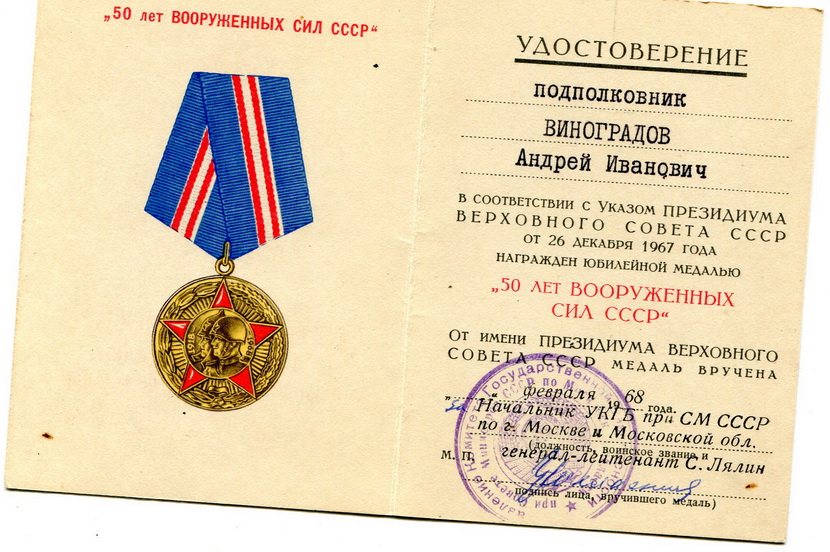 „50 лет ВООРУЖЕННЫХ СИЛ СССР“
УДОСТОВЕРЕНИЕ
подполковник
ВИНОГРАДОВ
Андрей Иванович
В СООТВЕТСТВИИ С УКАЗОМ ПРЕЗИДИУМА
ВЕРХОВНОГО СОВЕТА СССР
ОТ 26 ДЕКАБРЯ 1967 ГОДА
НАГРАЖДЕН ЮБИЛЕЙНОЙ МЕДАЛЬЮ
„50 ЛЕТ ВООРУЖЕННЫХ
СИЛ СССР“
ОТ ИМЕНИ ПРЕЗИДИУМА ВЕРХОВНОГО
СОВЕТА СССР МЕДАЛЬ ВРУЧЕНА
„ “ февраля 1968 года.
Начальник УКГБ при СМ СССР
по г. Москве и Московской обл.
(должность, воинское звание, и
М. П. генерал-лейтенант С. Лялин
подпись лица, вручившего медаль)
1918
1968